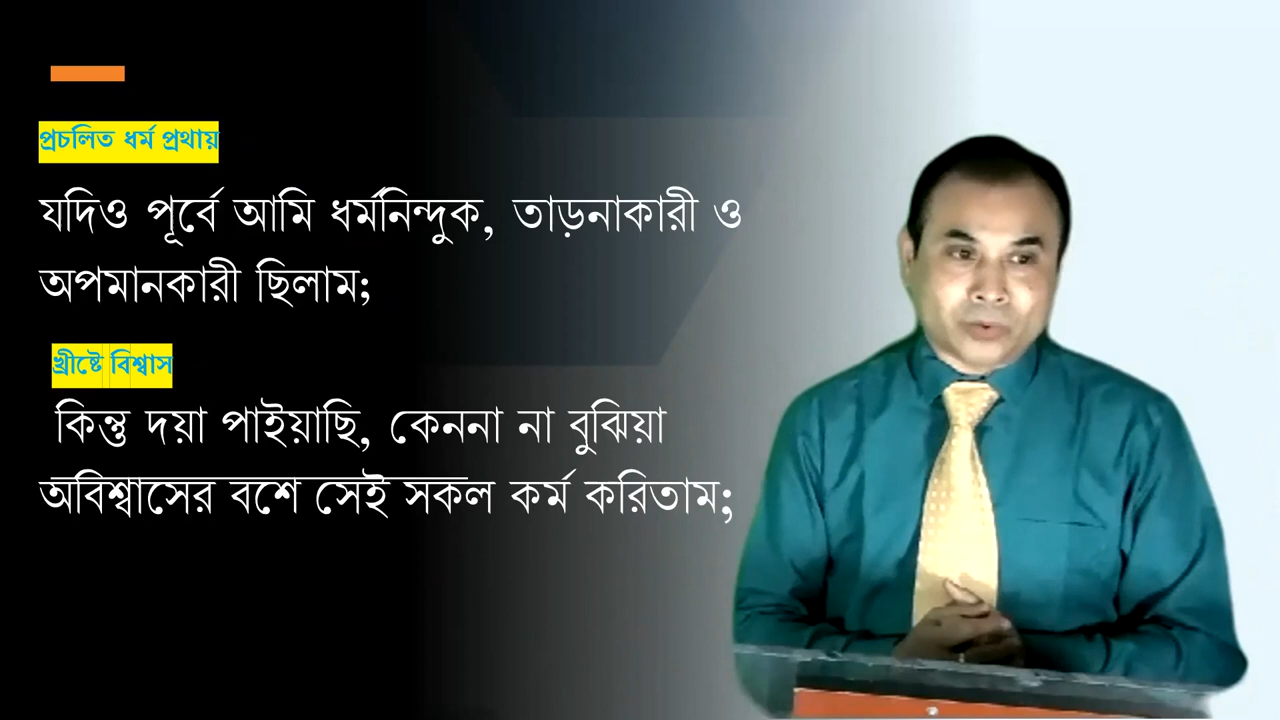 প্রচলিত ধর্ম প্রথায়
যদিও পূর্বে আমি ধর্মনিন্দুক, তাড়নাকারী ও
অপমানকারী ছিলাম;
খ্রীষ্টে বিশ্বাস
কিন্তু দয়া পাইয়াছি, কেননা না বুঝিয়া
অবিশ্বাসের বশে সেই সকল কর্ম করিতাম;